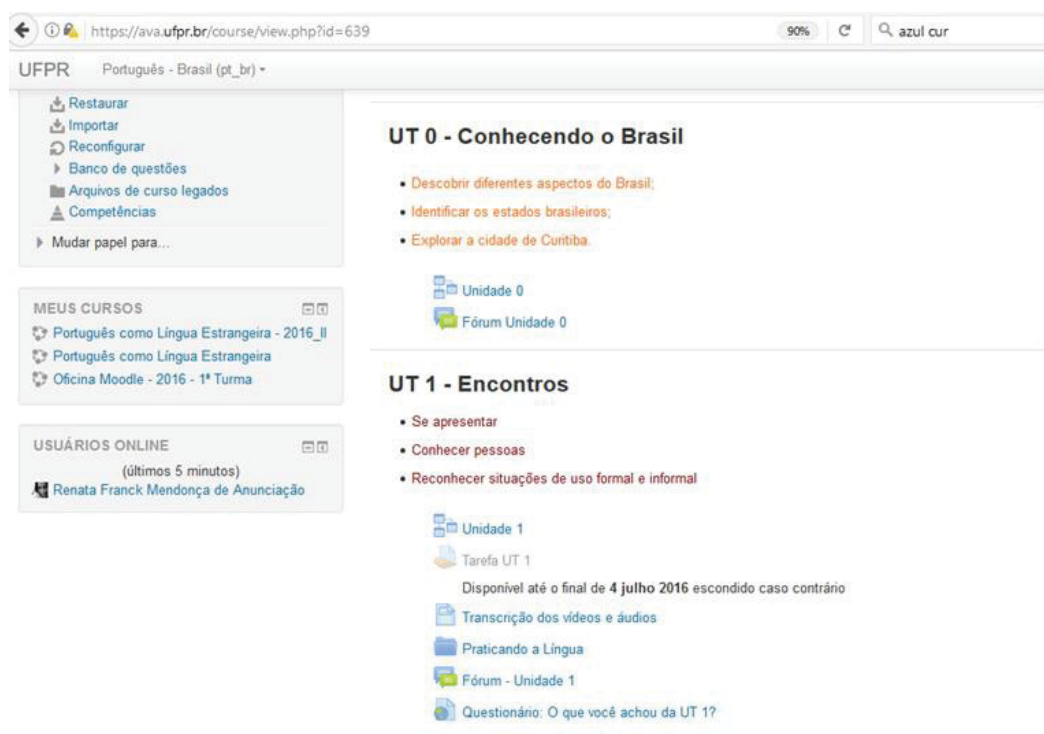 https://ava.ufpr.br/course/view.php?id=639
90%
azul cur
UFPR Português - Brasil (pt_br)
Restaurar
Importar
Reconfigurar
Banco de questões
Arquivos de curso legados
Competências
Mudar papel para...
MEUS CURSOS
Português como Língua Estrangeira - 2016_II
Português como Língua Estrangeira
Oficina Moodle - 2016 - 1ª Turma
USUÁRIOS ONLINE
(últimos 5 minutos)
Renata Franck Mendonça de Anunciação
UT 0 - Conhecendo o Brasil
• Descobrir diferentes aspectos do Brasil;
• Identificar os estados brasileiros;
• Explorar a cidade de Curitiba.
Unidade 0
Fórum Unidade 0
UT 1 - Encontros
• Se apresentar
• Conhecer pessoas
• Reconhecer situações de uso formal e informal
Unidade 1
Tarefa UT 1
Disponível até o final de 4 julho 2016 escondido caso contrário
Transcrição dos vídeos e áudios
Praticando a Língua
Fórum - Unidade 1
Questionário: O que você achou da UT 1?